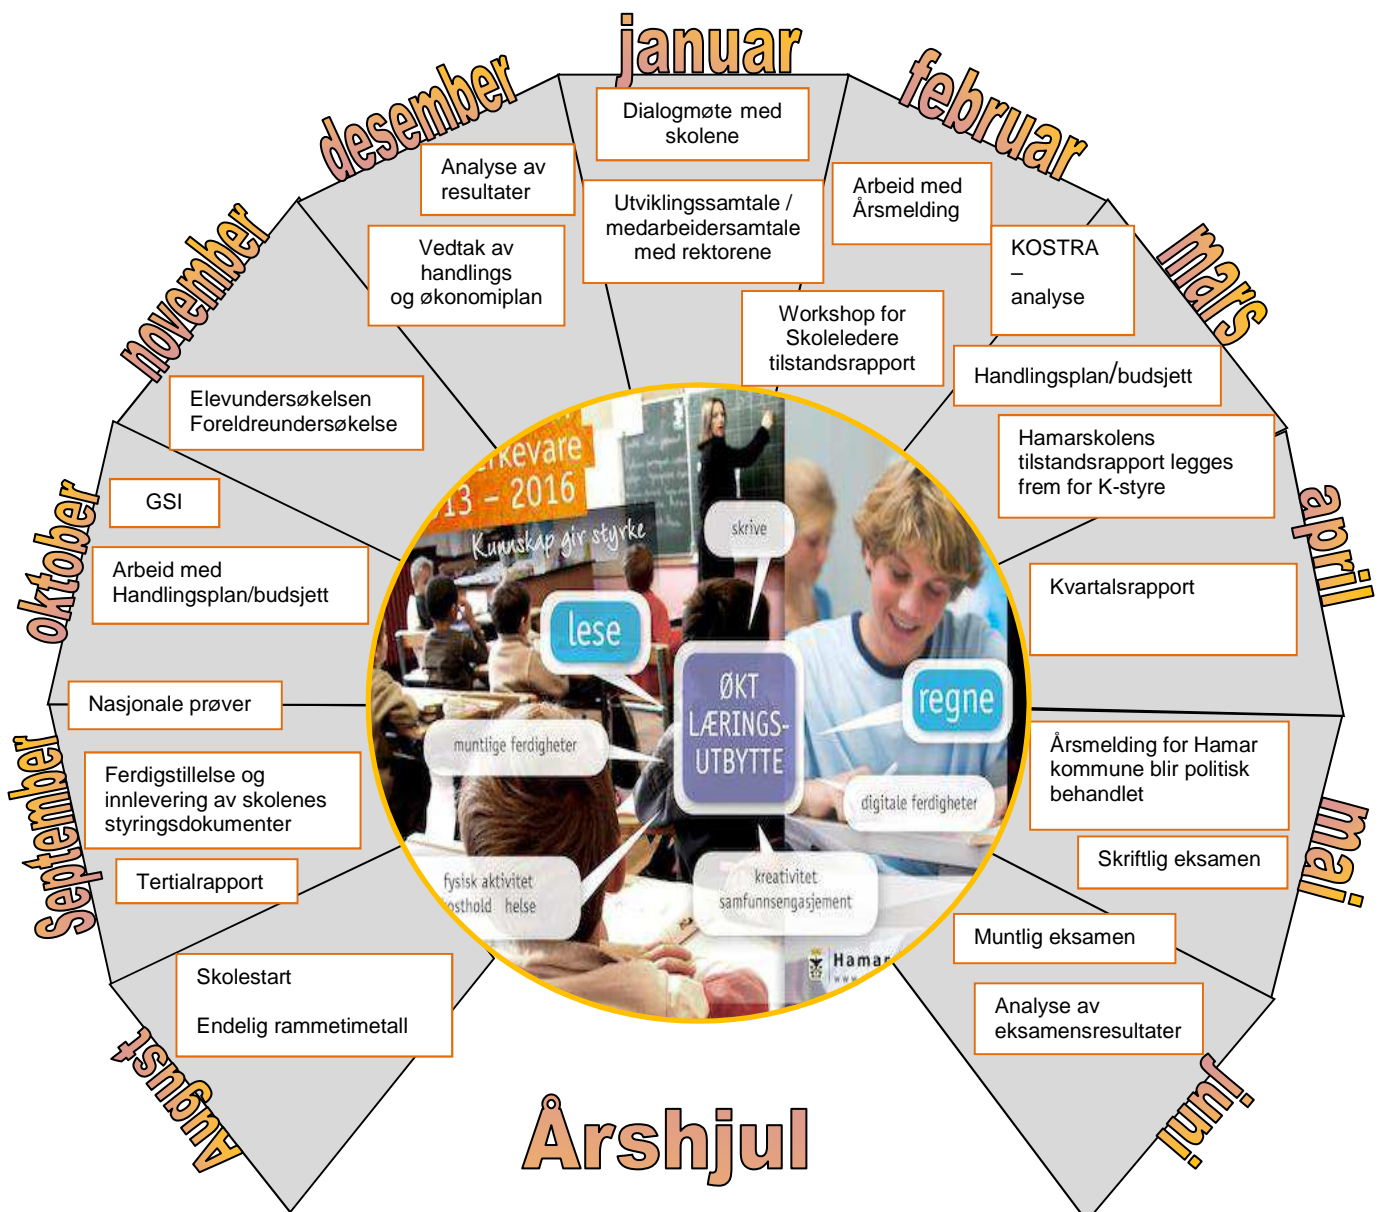 januar
Dialogmøte med
skolene
Utviklingssamtale /
medarbeidersamtale
med rektorene
februar
Arbeid med
Årsmelding
Workshop for
Skoleledere
tilstandsrapport
mars
KOSTRA
–
analyse
Handlingsplan/budsjett
Hamarskolens
tilstandsrapport legges
frem for K-styre
april
Kvartalsrapport
mai
Årsmelding for Hamar
kommune blir politisk
behandlet
Skriftlig eksamen
juni
Muntlig eksamen
Analyse av
eksamensresultater
August
Skolestart
Endelig rammetimetall
september
Nasjonale prøver
Ferdigstillelse og
innlevering av skolenes
styringsdokumenter
Tertialrapport
oktober
GSI
Arbeid med
Handlingsplan/budsjett
november
Elevundersøkelsen
Foreldreundersøkelse
desember
Analyse av
resultater
Vedtak av
handlings
og økonomiplan
erkevare
13 – 2016
Kunnskap gir styrke
skrive
lese
ØKT
LÆRINGS-
UTBYTTE
regne
muntlige ferdigheter
digitale ferdigheter
fysisk aktivitet
kosthold helse
kreativitet
samfunnsengasjement
Hamar
Årshjul